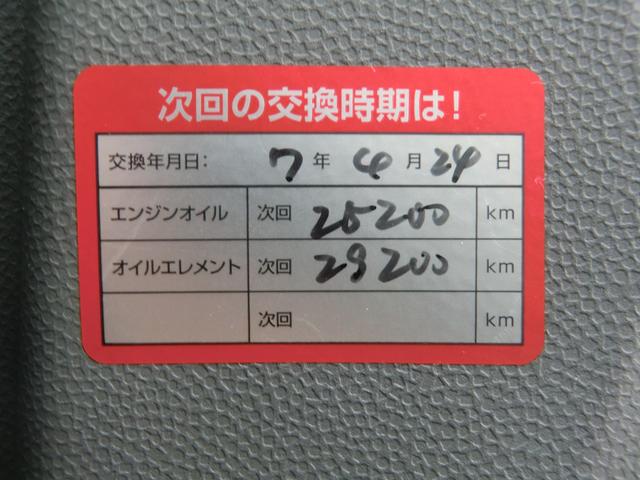 次回の交換時期は!
交換年月日: 7年 4月 24日
エンジンオイル 次回 25200 km
オイルエレメント 次回 29200 km
次回 km